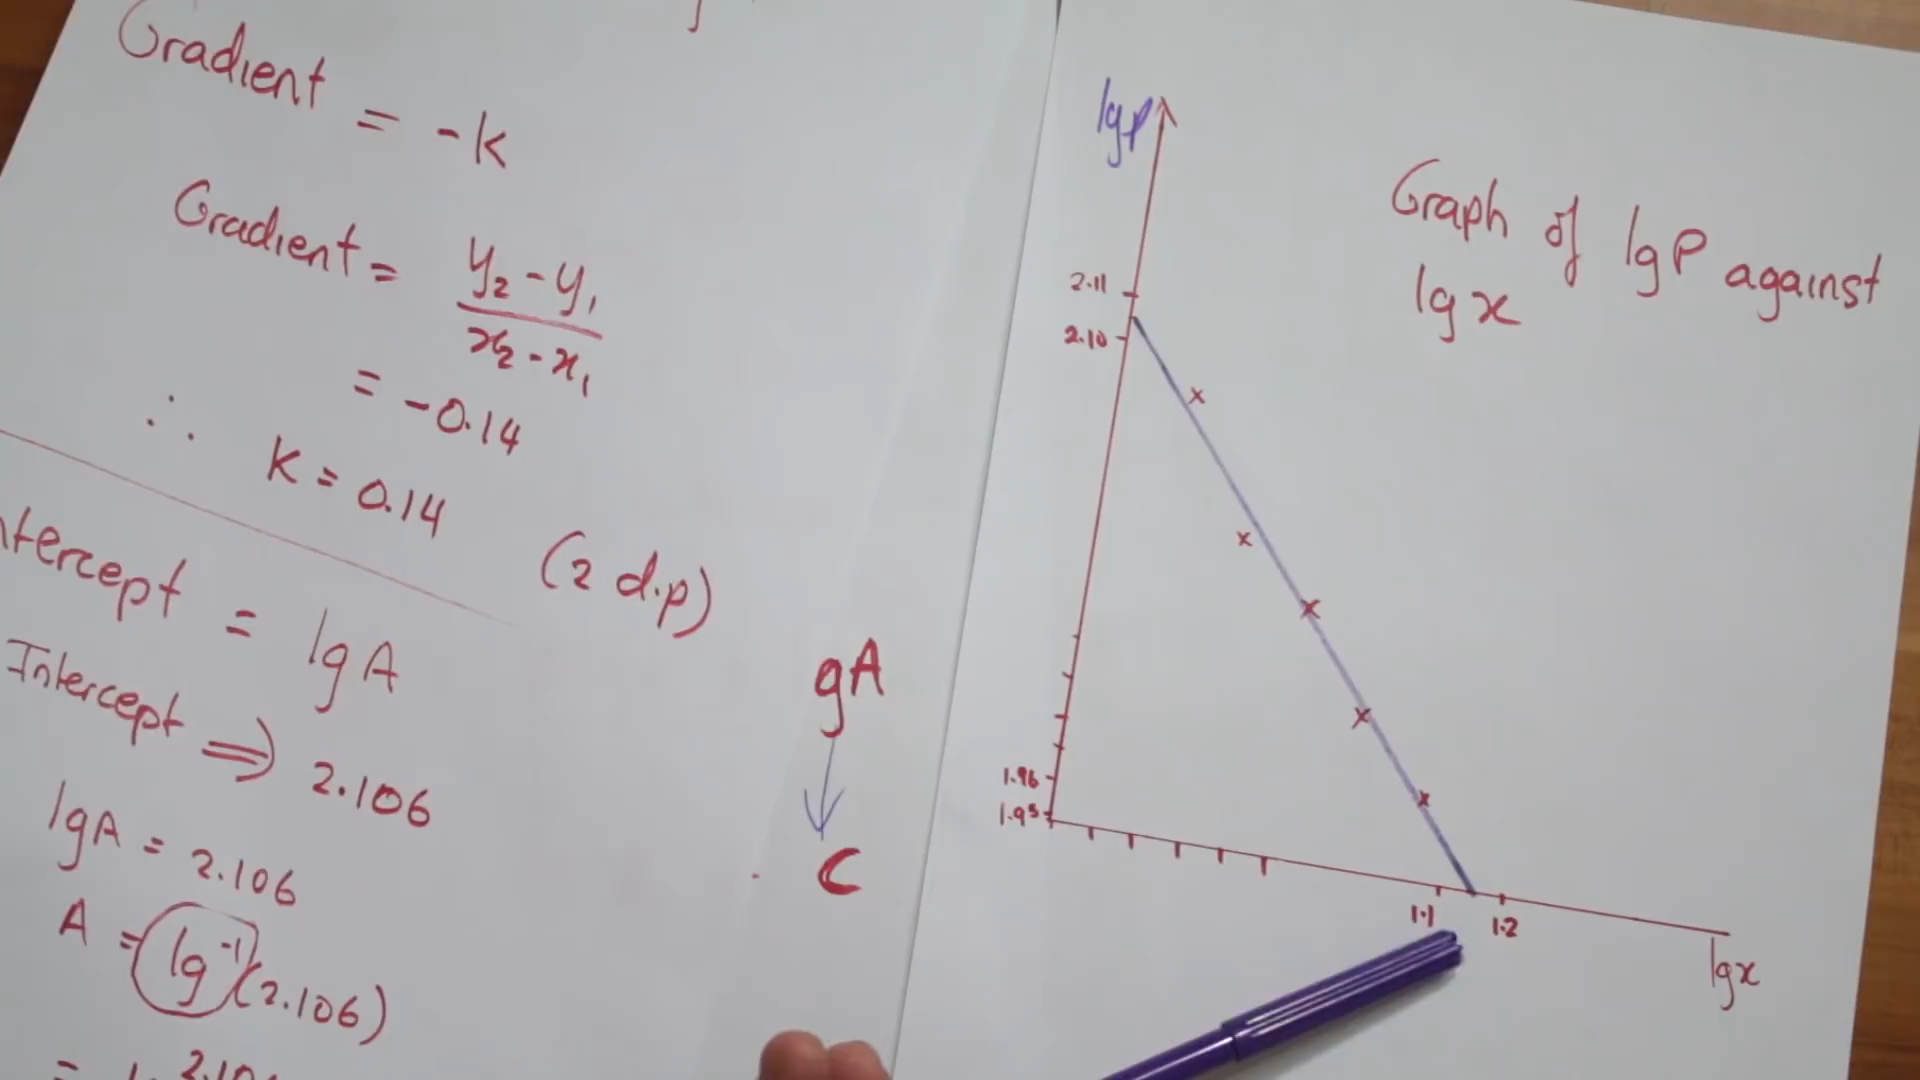 Gradient = -k
Gradient = y₂ - y₁
x₂ - x₁
= -0.14
∴ k = 0.14 (2 d.p)
ntercept = lgA
Intercept ⇒ 2.106
lgA = 2.106
A = lg⁻¹(2.106)
=
gA
↓
C
lgP
Graph of lgP against
lg x
2.11
2.10
1.96
1.95
1.1
1.2
lgx